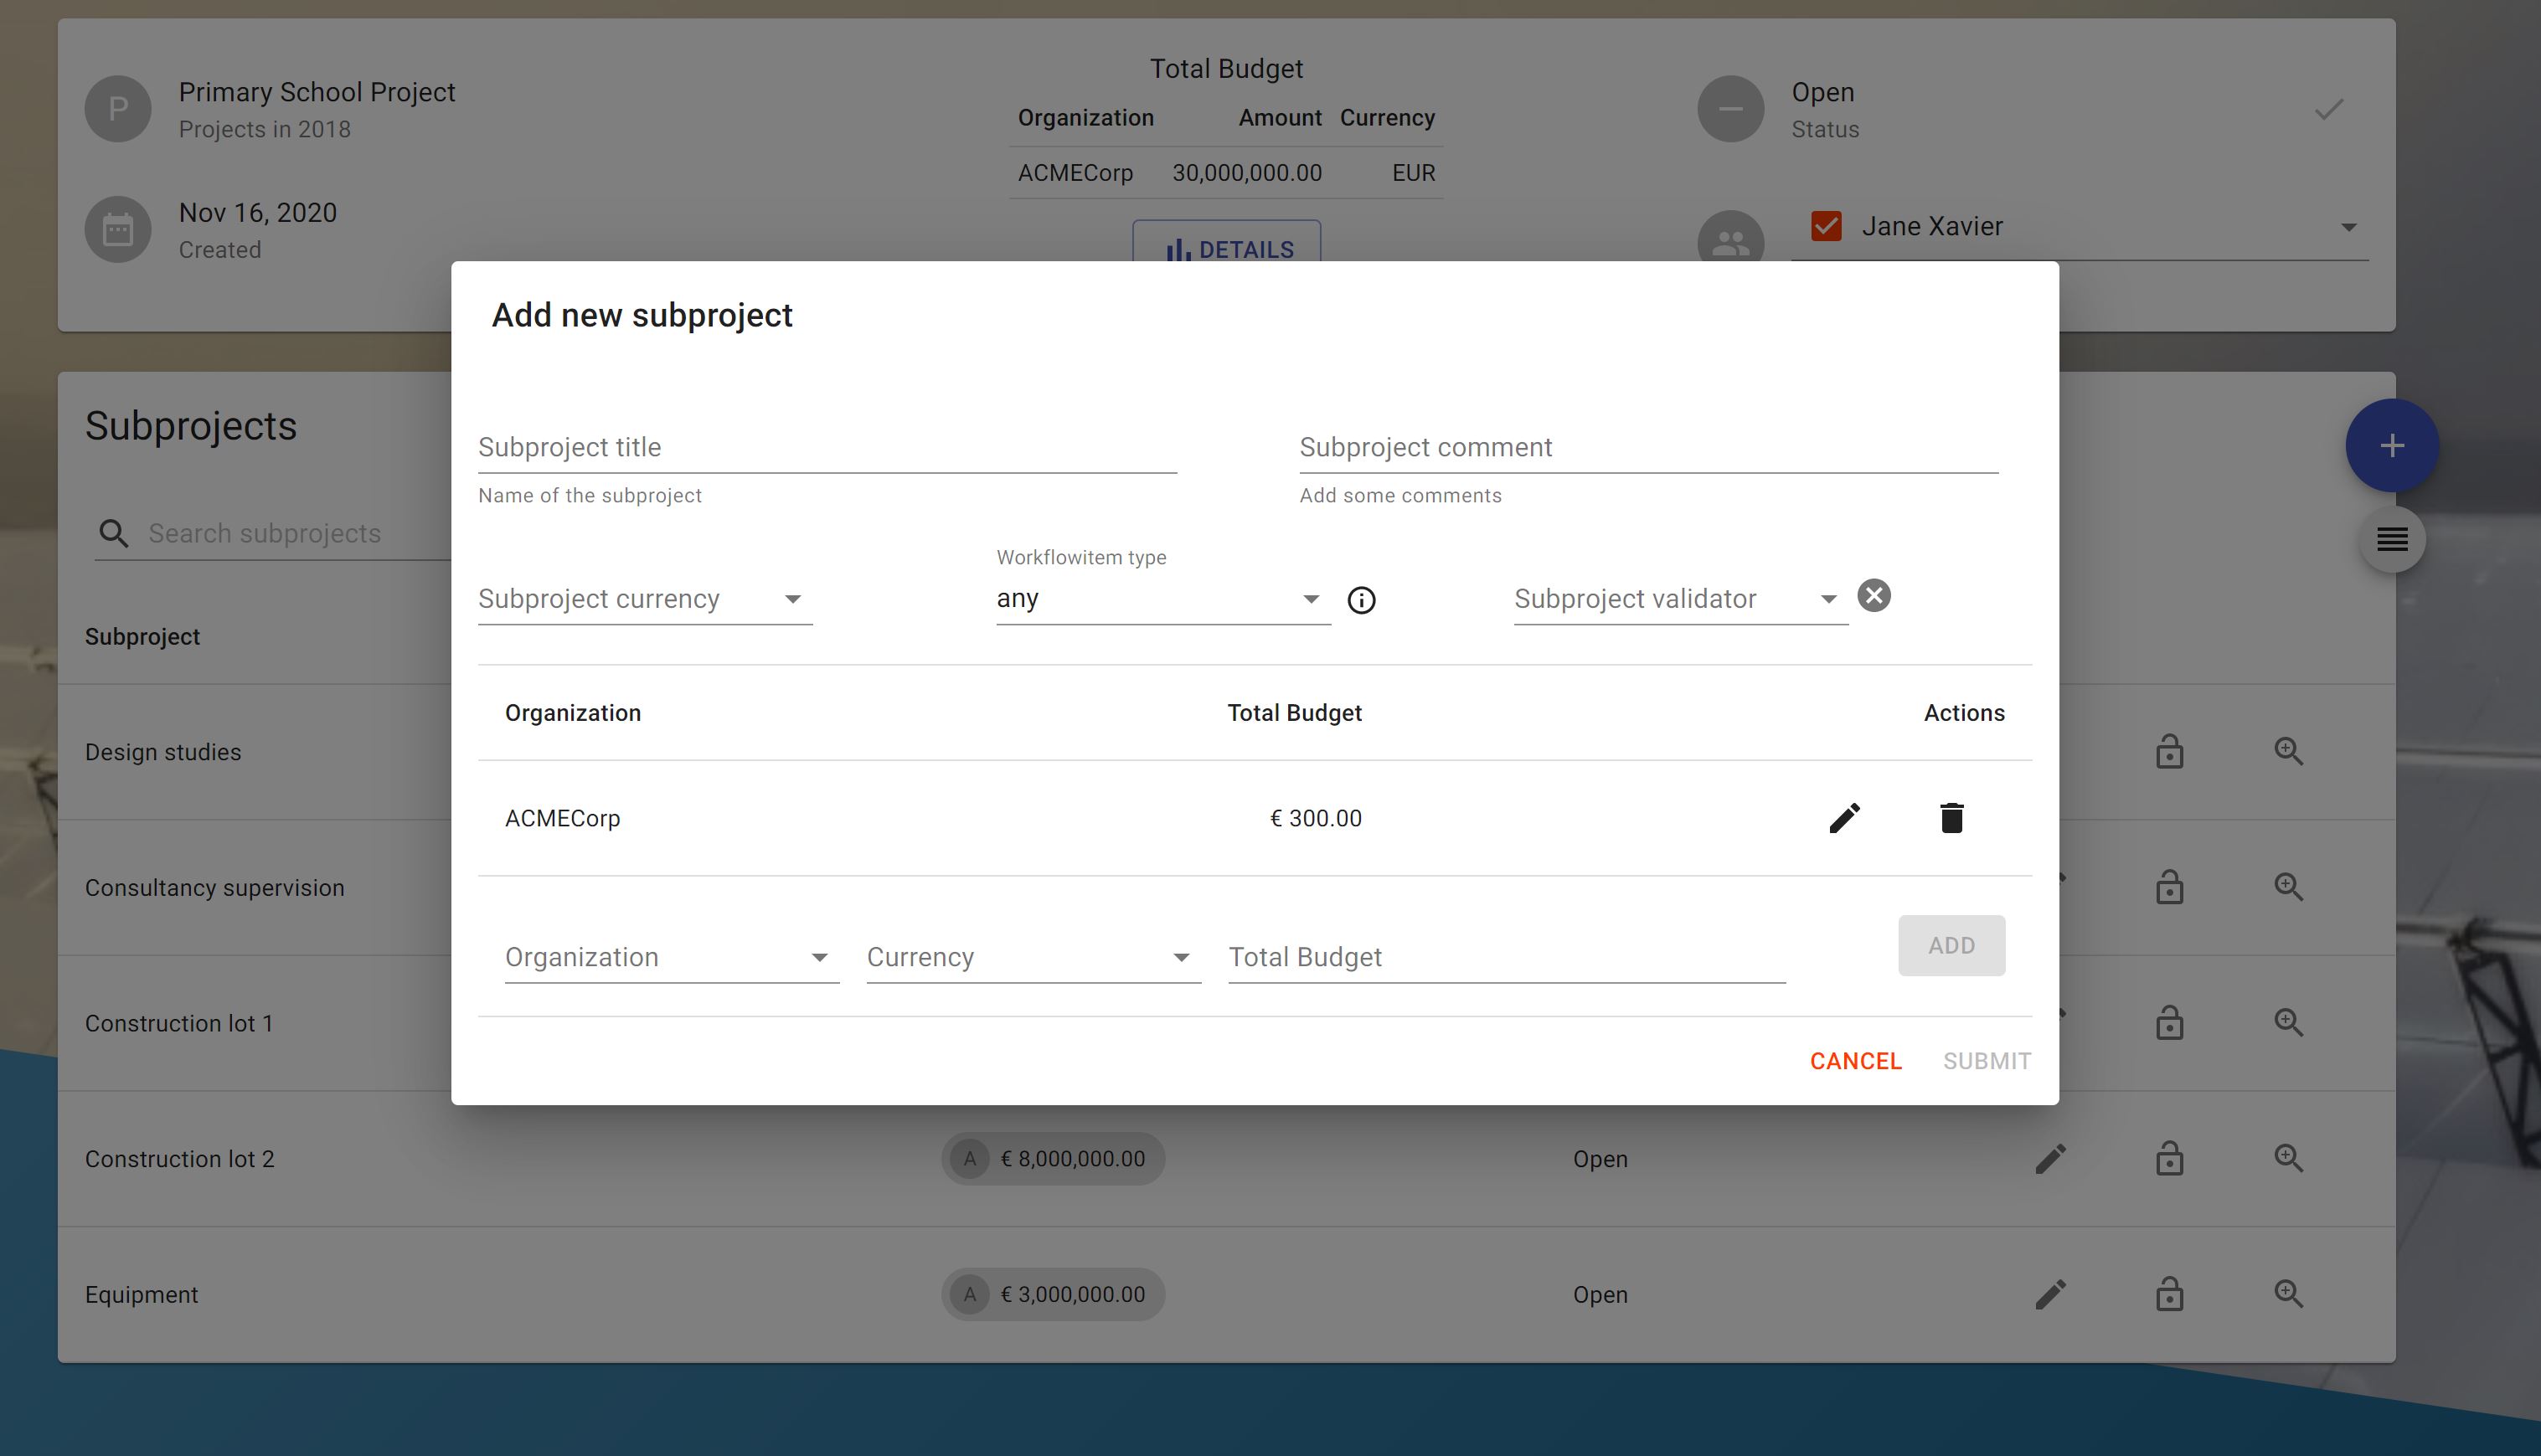 P
Primary School Project
Projects in 2018
Nov 16, 2020
Created
Total Budget
Organization Amount Currency
ACMECorp 30,000,000.00 EUR
DETAILS
Open
Status
Jane Xavier
Subprojects
Search subprojects
Subproject
Design studies
Consultancy supervision
Construction lot 1
Construction lot 2 A € 8,000,000.00 Open
Equipment A € 3,000,000.00 Open
Add new subproject
Subproject title
Name of the subproject
Subproject comment
Add some comments
Subproject currency
Workflowitem type
any
Subproject validator
Organization Total Budget Actions
ACMECorp € 300.00
Organization Currency Total Budget ADD
CANCEL SUBMIT